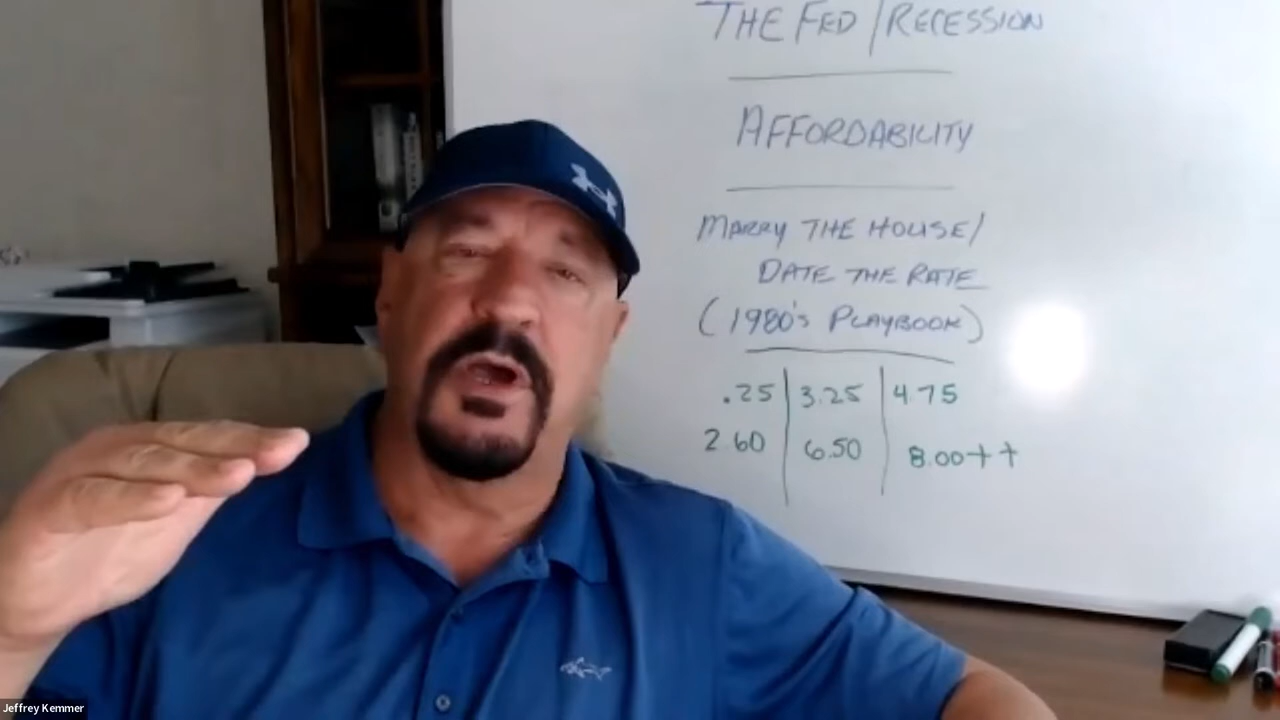 THE FED / RECESSION
AFFORDABILITY
MARRY THE HOUSE/
DATE THE RATE
(1980's PLAYBOOK)
.25 | 3.25 | 4.75
2.60 | 6.50 | 8.00++
Jeffrey Kemmer